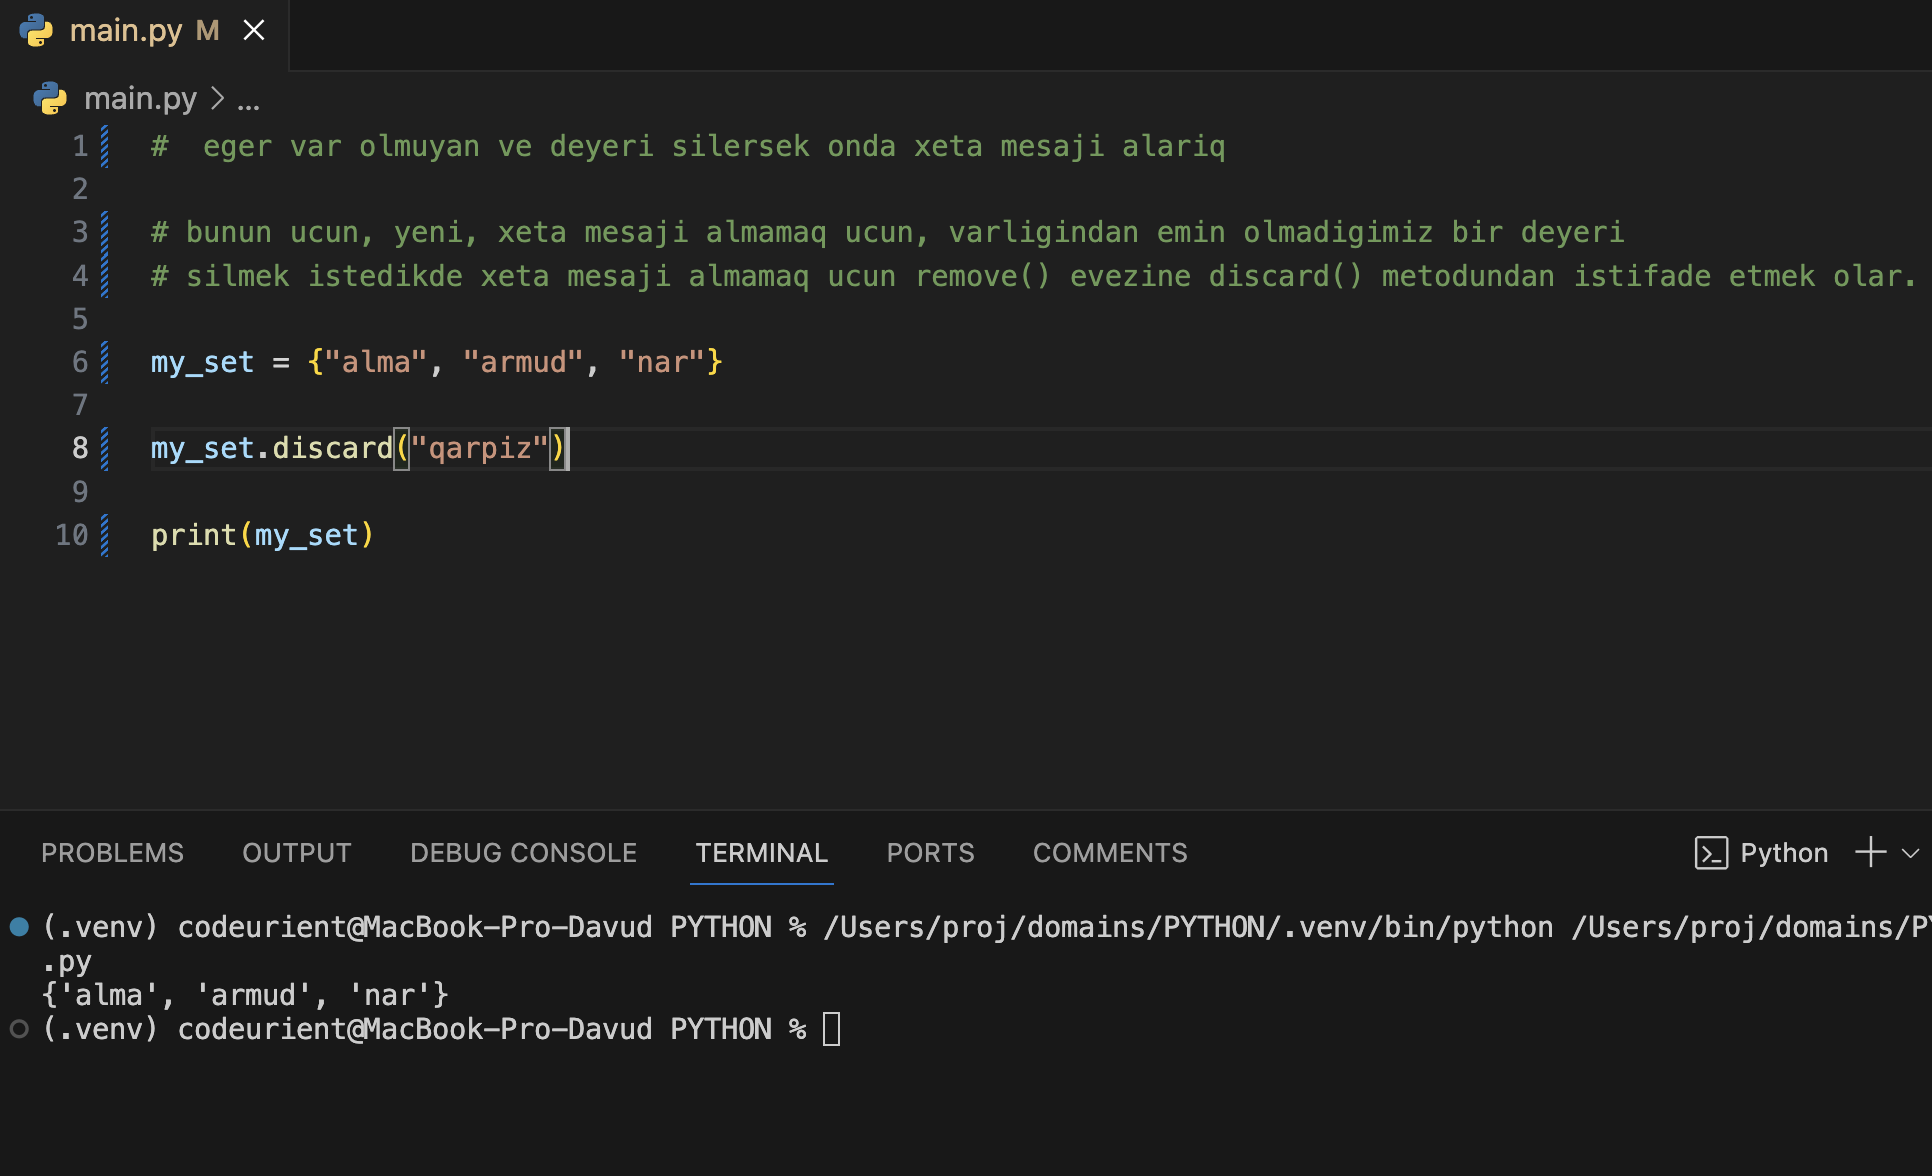 main.py M
main.py > ...
1 #  eger var olmuyan ve deyeri silersek onda xeta mesaji alariq
2
3 # bunun ucun, yeni, xeta mesaji almamaq ucun, varligindan emin olmadigimiz bir deyeri
4 # silmek istedikde xeta mesaji almamaq ucun remove() evezine discard() metodundan istifade etmek olar.
5
6 my_set = {"alma", "armud", "nar"}
7
8 my_set.discard("qarpiz")
9
10 print(my_set)
PROBLEMS OUTPUT DEBUG CONSOLE TERMINAL PORTS COMMENTS Python
(.venv) codeurient@MacBook-Pro-Davud PYTHON % /Users/proj/domains/PYTHON/.venv/bin/python /Users/proj/domains/PY
.py
{'alma', 'armud', 'nar'}
(.venv) codeurient@MacBook-Pro-Davud PYTHON %